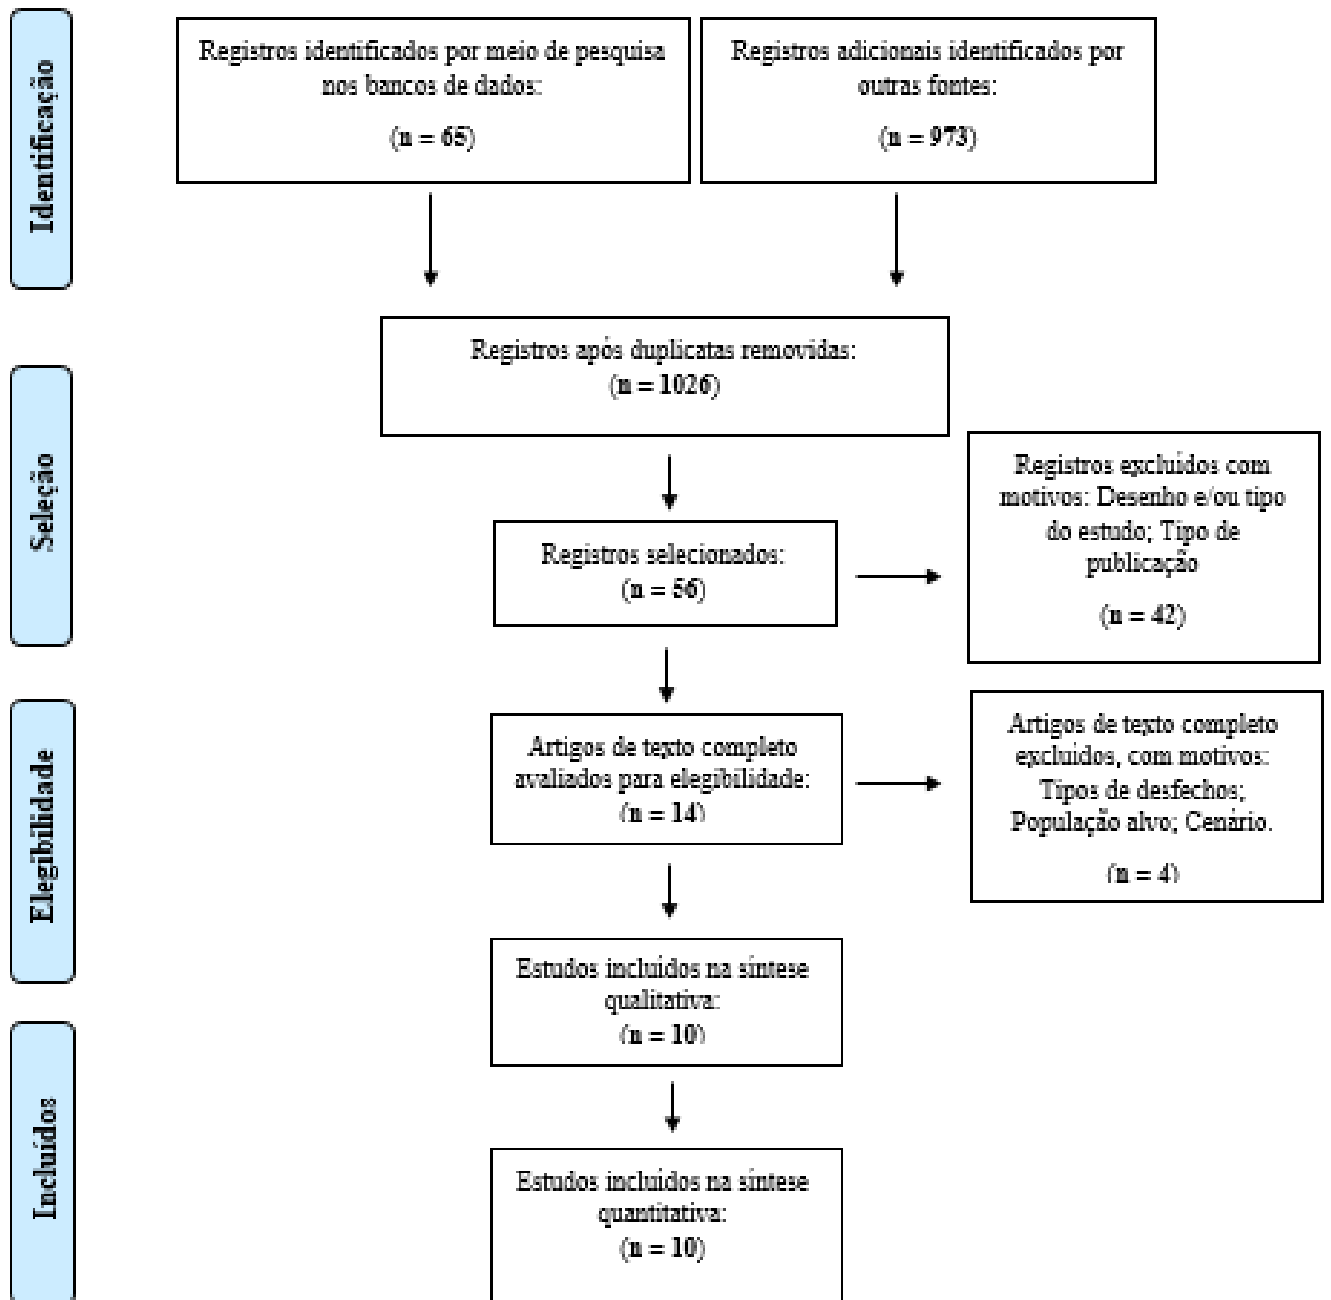 Identificação
Registros identificados por meio de pesquisa
nos bancos de dados:
(n = 65)
Registros adicionais identificados por
outras fontes:
(n = 973)
Registros após duplicatas removidas:
(n = 1026)
Seleção
Registros selecionados:
(n = 56)
Registros excluídos com
motivos: Desenho e/ou tipo
do estudo; Tipo de
publicação
(n = 42)
Elegibilidade
Artigos de texto completo
avaliados para elegibilidade:
(n = 14)
Artigos de texto completo
excluídos, com motivos:
Tipos de desfechos;
População alvo; Cenário.
(n = 4)
Estudos incluídos na síntese
qualitativa:
(n = 10)
Incluídos
Estudos incluídos na síntese
quantitativa:
(n = 10)